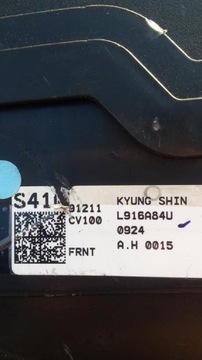 S41
91211 KYUNG SHIN
CV100 L916A84U
0924
FRNT A.H 0015